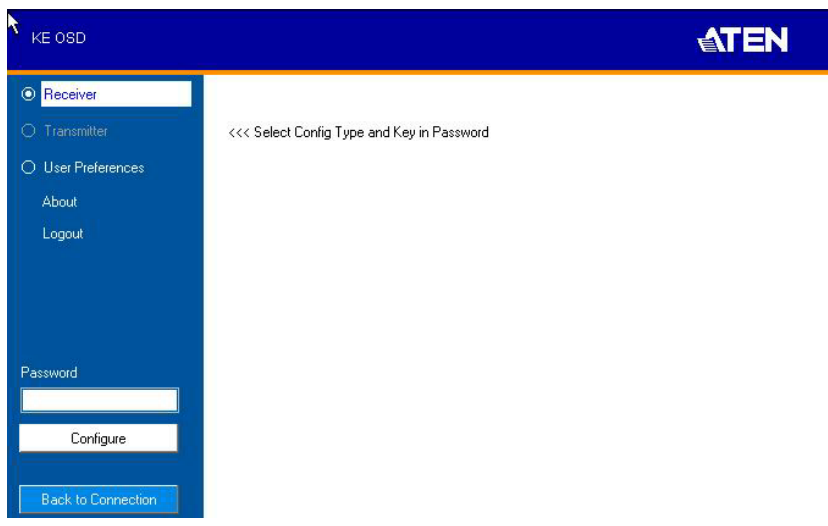 KE OSD
ATEN
Receiver
Transmitter
User Preferences
About
Logout
<<< Select Config Type and Key in Password
Password
Configure
Back to Connection